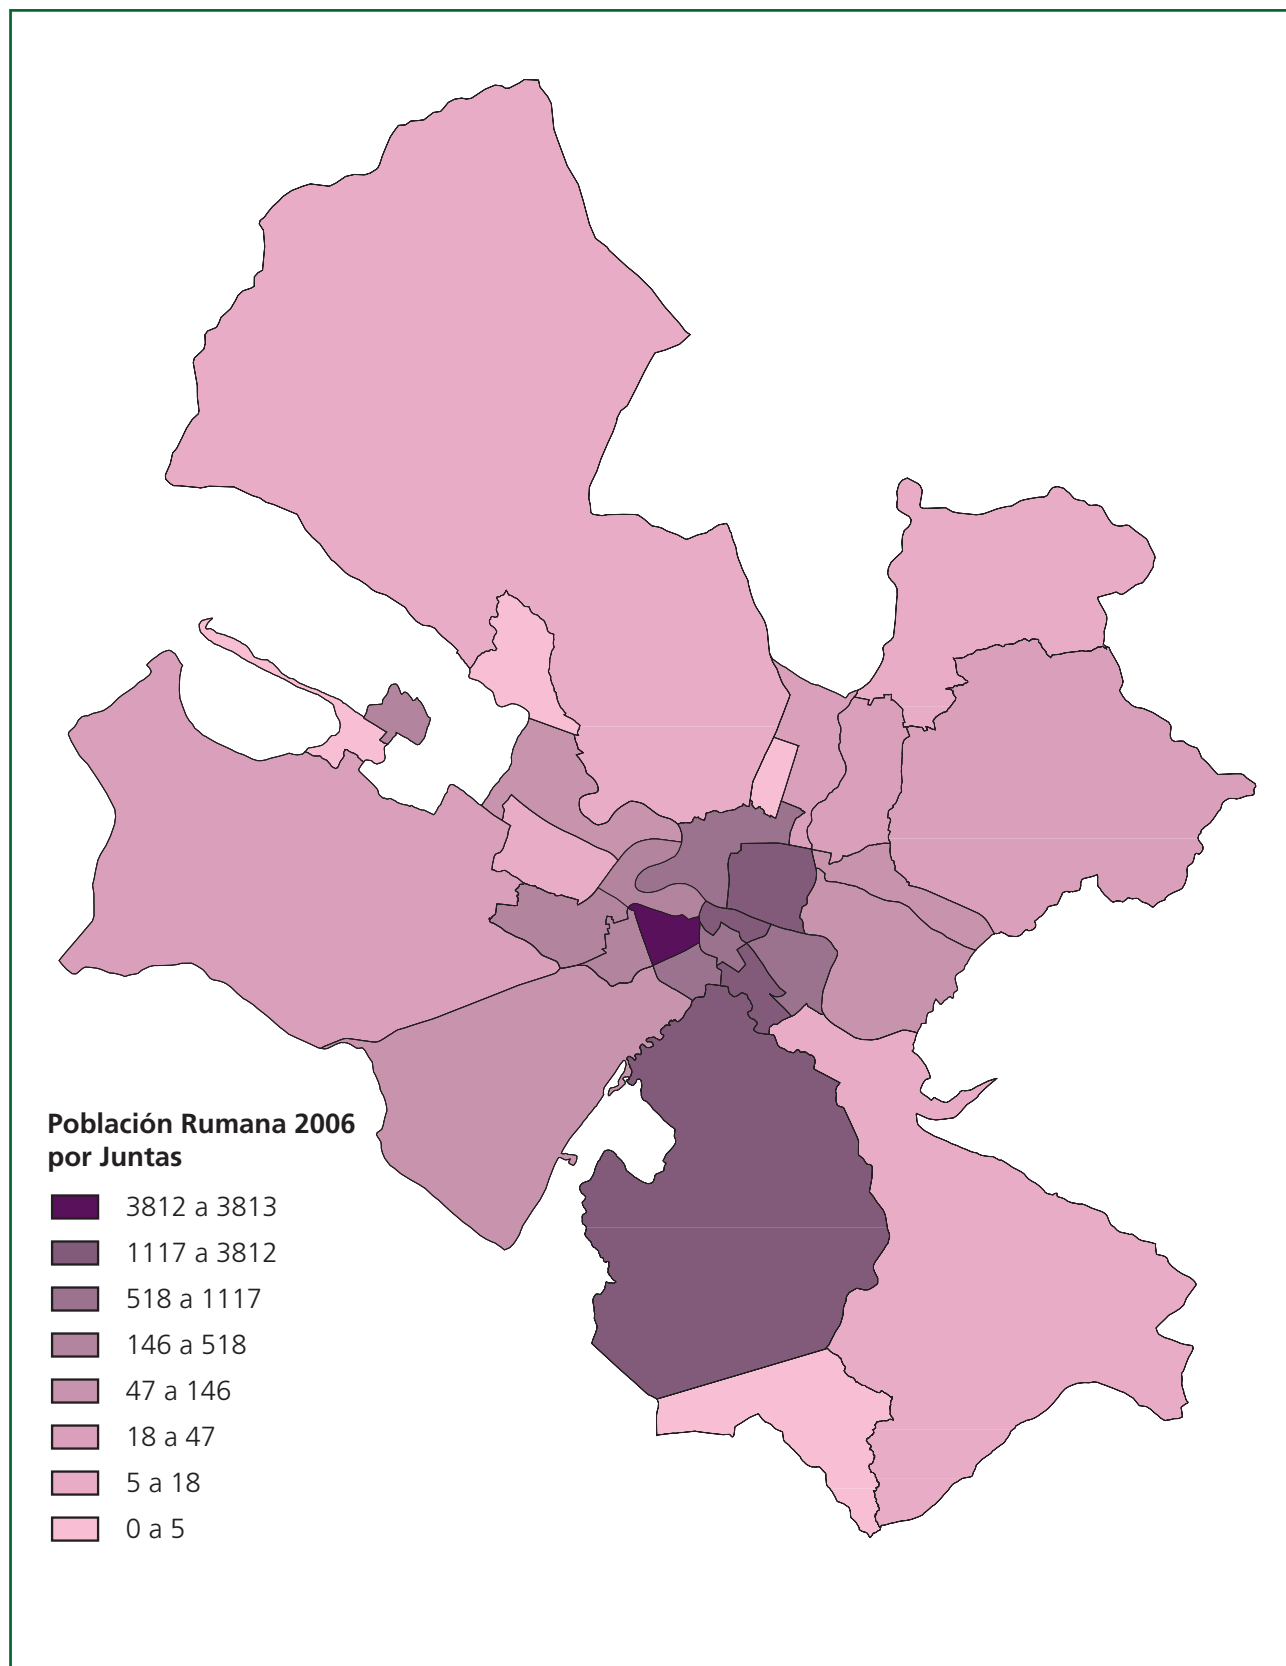 Población Rumana 2006
por Juntas
3812 a 3813
1117 a 3812
518 a 1117
146 a 518
47 a 146
18 a 47
5 a 18
0 a 5